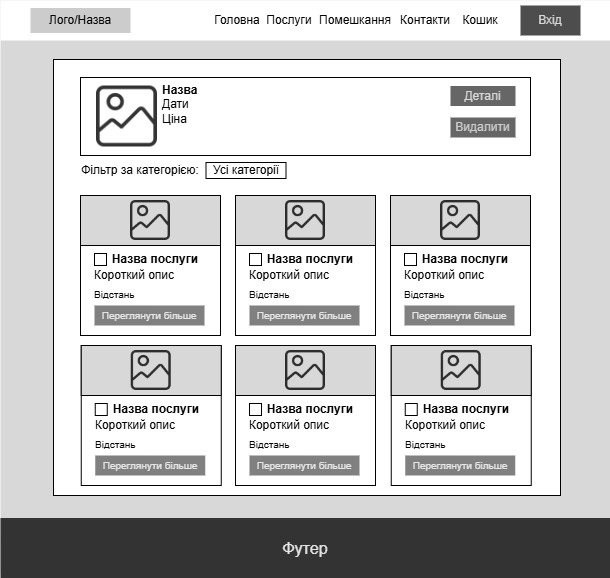 Лого/Назва
Головна Послуги Помешкання Контакти Кошик
Вхід
Назва
Дати
Ціна
Деталі
Видалити
Фільтр за категорією: Усі категорії
Назва послуги
Короткий опис
Відстань
Переглянути більше
Назва послуги
Короткий опис
Відстань
Переглянути більше
Назва послуги
Короткий опис
Відстань
Переглянути більше
Назва послуги
Короткий опис
Відстань
Переглянути більше
Назва послуги
Короткий опис
Відстань
Переглянути більше
Назва послуги
Короткий опис
Відстань
Переглянути більше
Футер